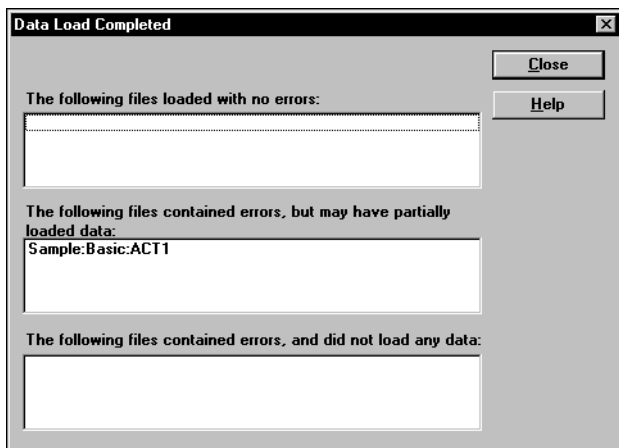 Data Load Completed
Close
The following files loaded with no errors:
Help
The following files contained errors, but may have partially
loaded data:
Sample:Basic:ACT1
The following files contained errors, and did not load any data: